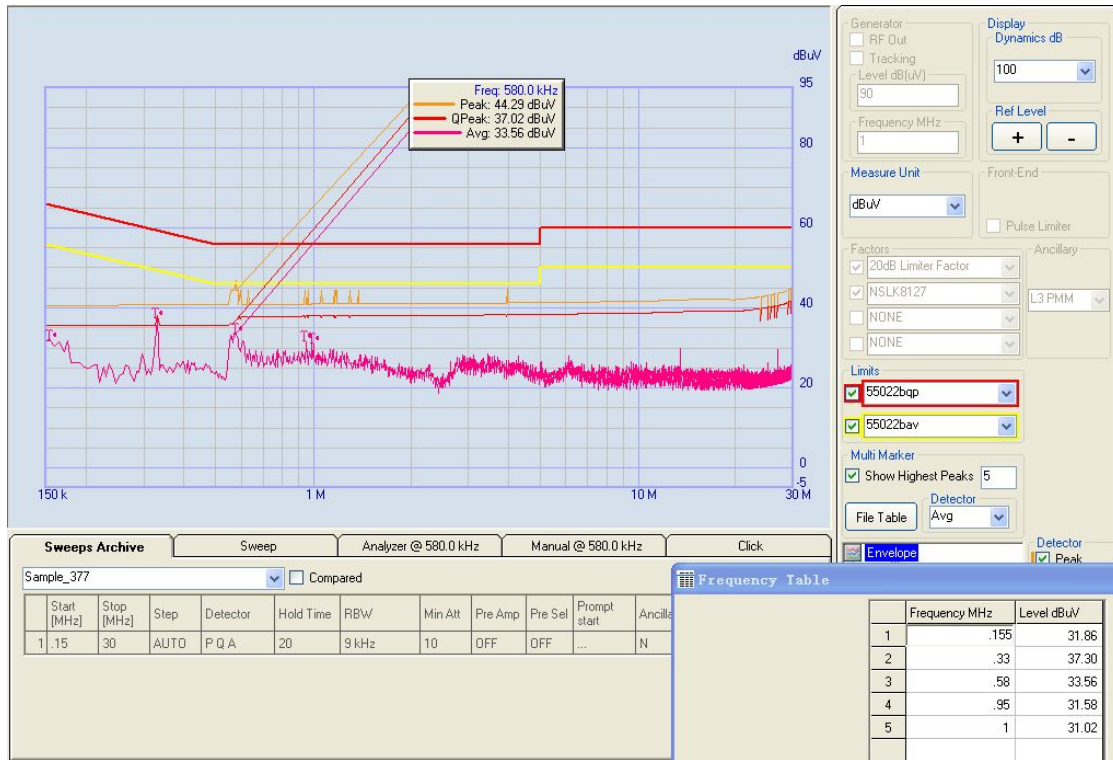 dBuV
95
80
60
40
20
0
-5
150 k
1 M
10 M
30 M
Freq: 580.0 kHz
Peak: 44.29 dBuV
QPeak: 37.02 dBuV
Avg: 33.56 dBuV
Generator
RF Out
Tracking
Level dB(uV)
90
Frequency MHz
1
Display
Dynamics dB
100
Ref Level
+ -
Measure Unit
dBuV
Front-End
Pulse Limiter
Factors
20dB Limiter Factor
NSLK8127
NONE
NONE
Ancillary
L3 PMM
Limits
55022bqp
55022bav
Multi Marker
Show Highest Peaks 5
File Table
Detector
Avg
Envelope
Detector
Peak
Sweeps Archive Sweep Analyzer @ 580.0 kHz Manual @ 580.0 kHz Click
Sample_377 Compared
Start [MHz] Stop [MHz] Step Detector Hold Time RBW Min Att Pre Amp Pre Sel Prompt start
1 .15 30 AUTO P Q A 20 9 kHz 10 OFF OFF ... N
Frequency Table
Frequency MHz Level dBuV
1 .155 31.86
2 .33 37.30
3 .58 33.56
4 .95 31.58
5 1 31.02